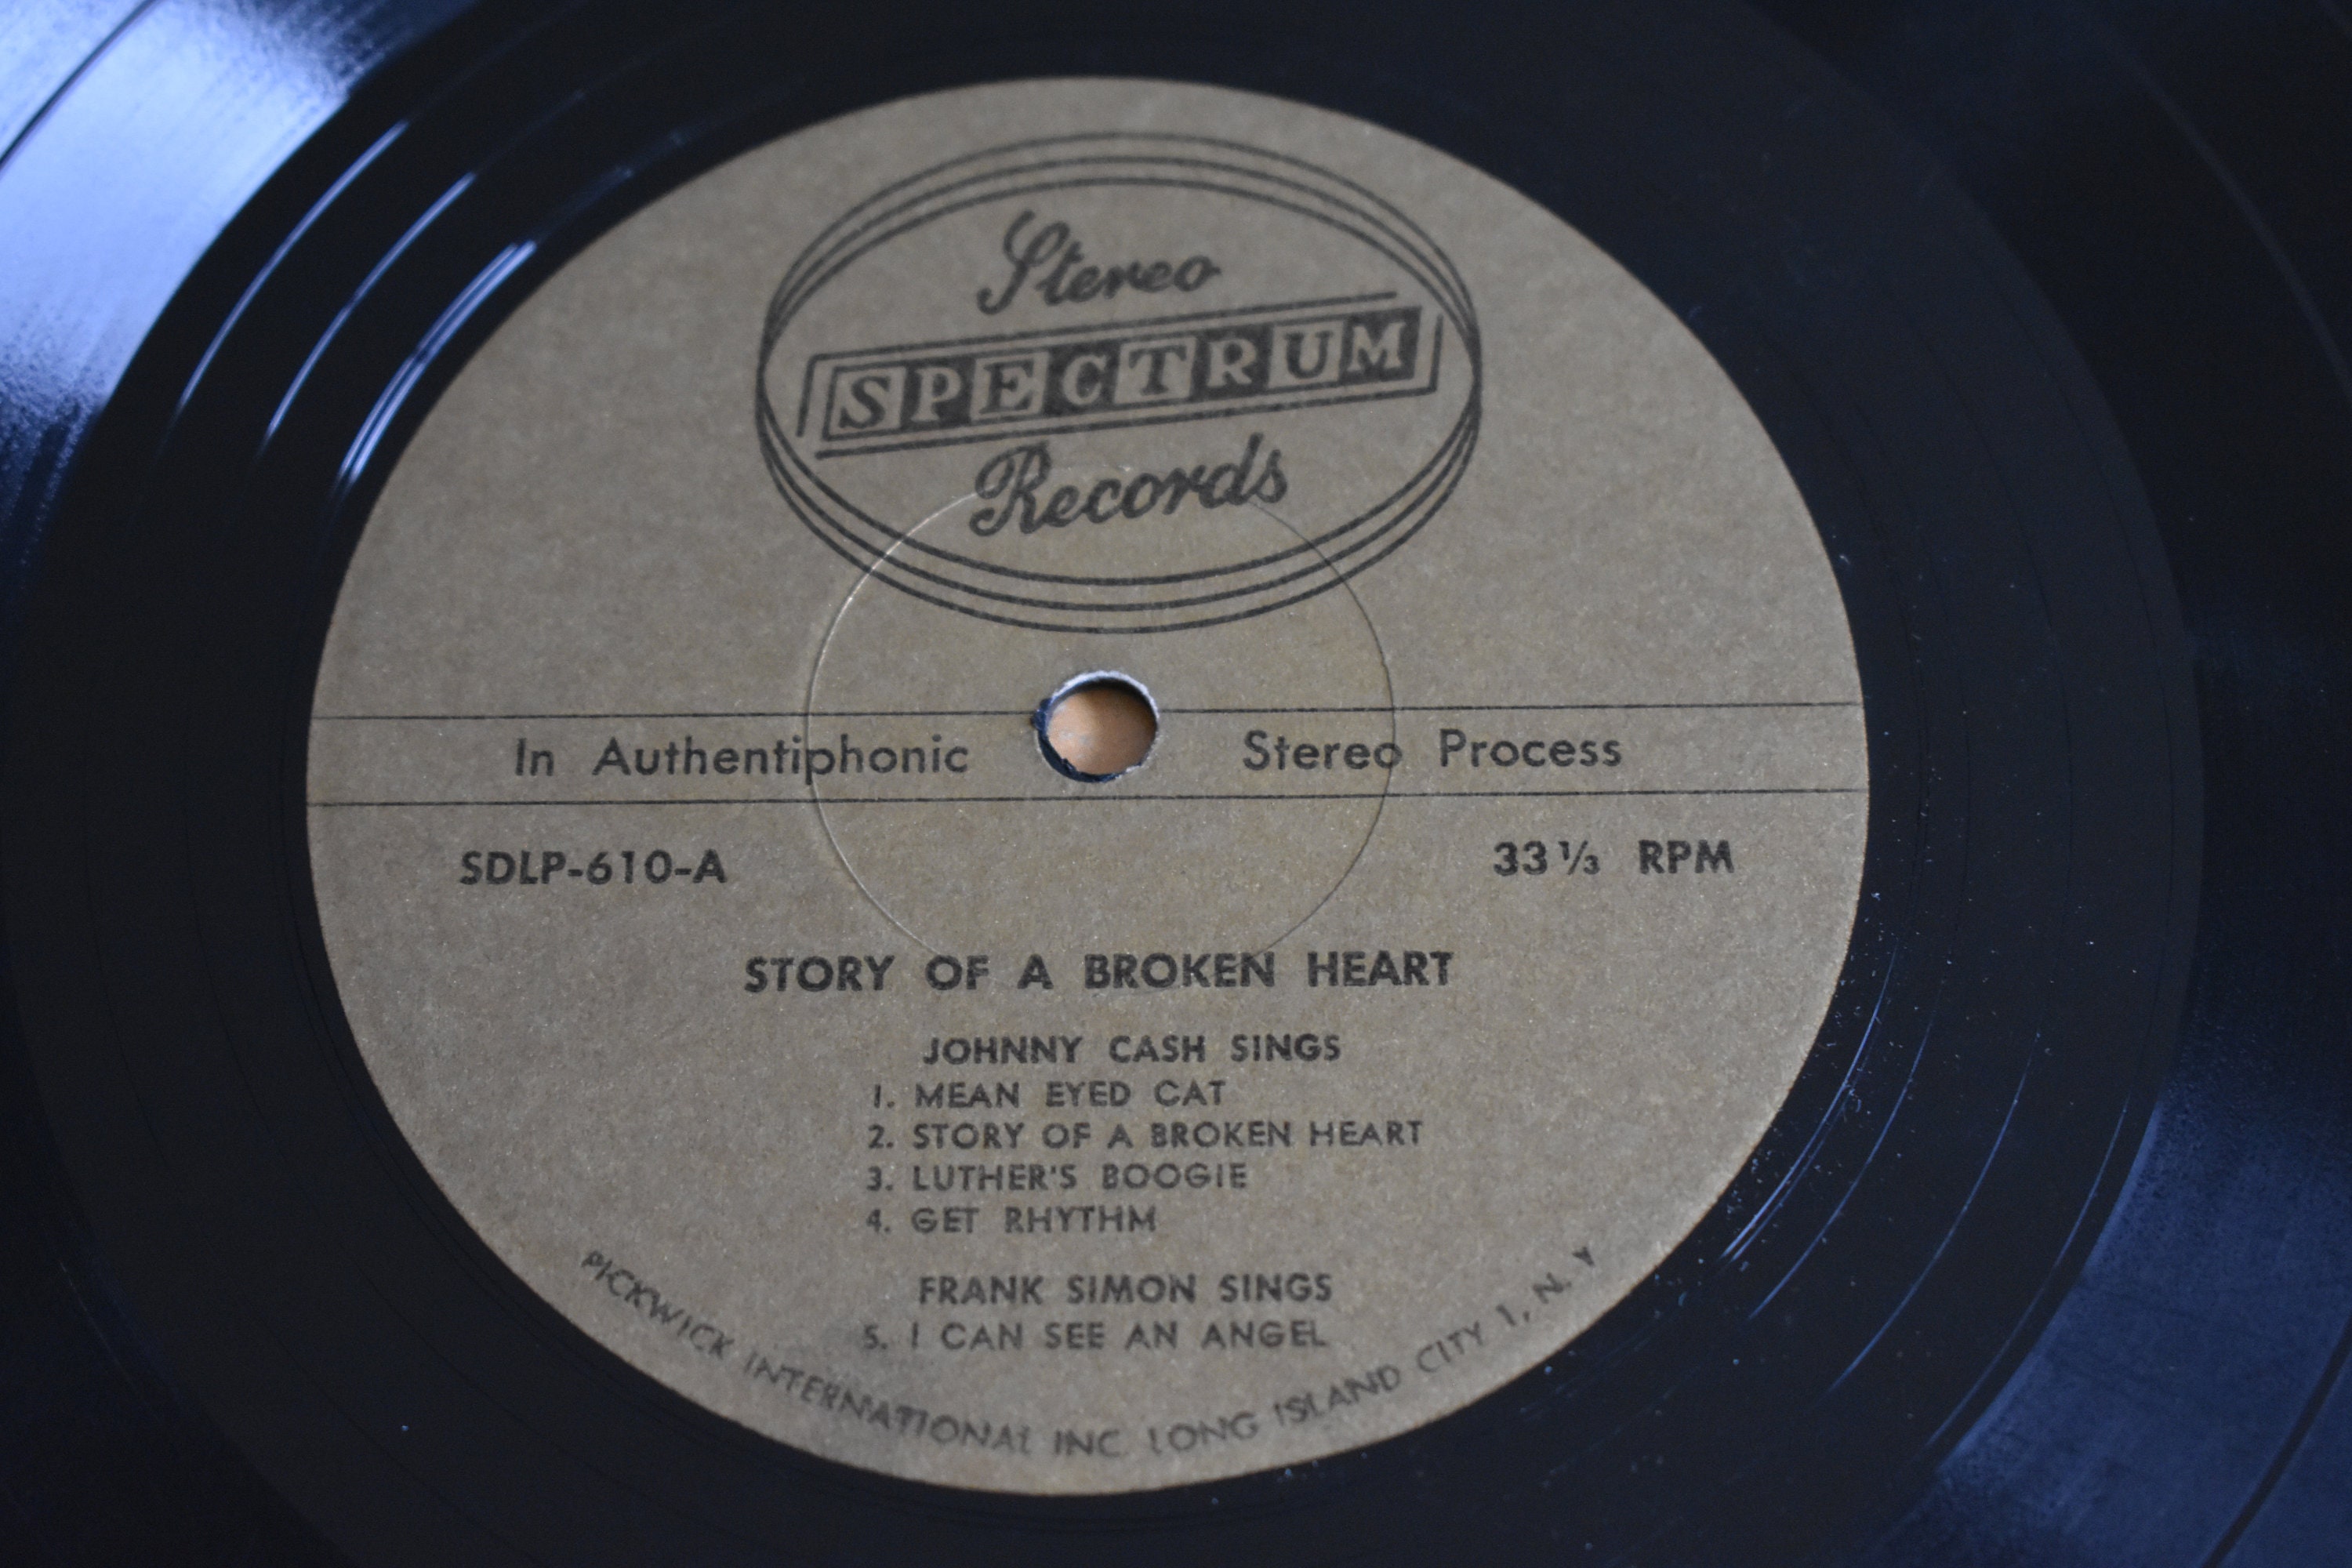 Stereo
SPECTRUM
Records
In Authentiphonic Stereo Process
SDLP-610-A 33⅓ RPM
STORY OF A BROKEN HEART
JOHNNY CASH SINGS
1. MEAN EYED CAT
2. STORY OF A BROKEN HEART
3. LUTHER'S BOOGIE
4. GET RHYTHM
FRANK SIMON SINGS
5. I CAN SEE AN ANGEL
PICKWICK INTERNATIONAL INC. LONG ISLAND CITY 1, N. Y